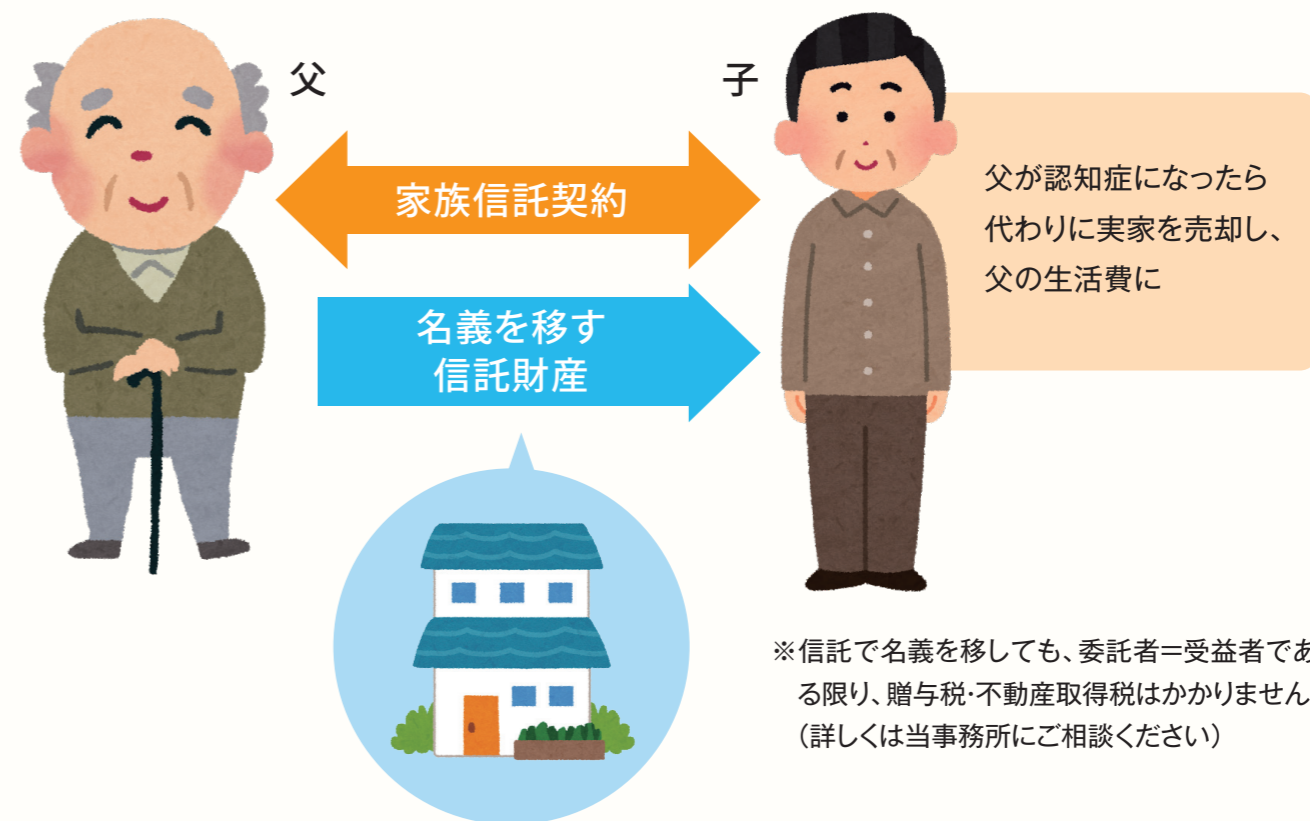 父
子
家族信託契約
名義を移す
信託財産
父が認知症になったら
代わりに実家を売却し、
父の生活費に
※信託で名義を移しても、委託者=受益者であ
る限り、贈与税・不動産取得税はかかりません
（詳しくは当事務所にご相談ください）